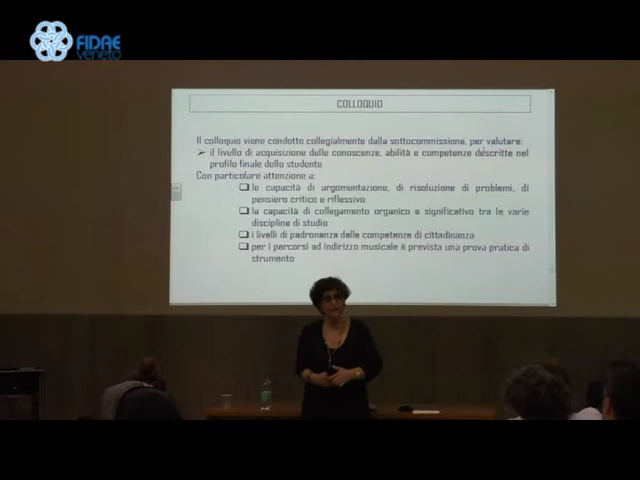 FIDAE
veneto
COLLOQUIO
Il colloquio viene condotto collegialmente dalla sottocommissione, per valutare:
➢ il livello di acquisizione delle conoscenze, abilità e competenze descritte nel
profilo finale dello studente
Con particolare attenzione a:
❑ le capacità di argomentazione, di risoluzione di problemi, di
pensiero critico e riflessivo
❑ la capacità di collegamento organico e significativo tra le varie
discipline di studio
❑ i livelli di padronanza delle competenze di cittadinanza
❑ per i percorsi ad indirizzo musicale è prevista una prova pratica di
strumento